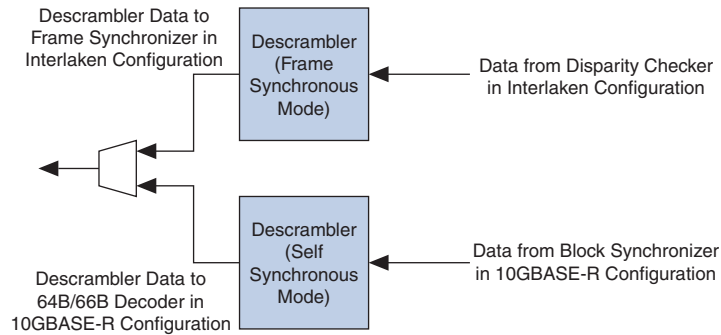 Descrambler Data to
Frame Synchronizer in
Interlaken Configuration
Descrambler
(Frame
Synchronous
Mode)
Data from Disparity Checker
in Interlaken Configuration
Descrambler
(Self
Synchronous
Mode)
Data from Block Synchronizer
in 10GBASE-R Configuration
Descrambler Data to
64B/66B Decoder in
10GBASE-R Configuration